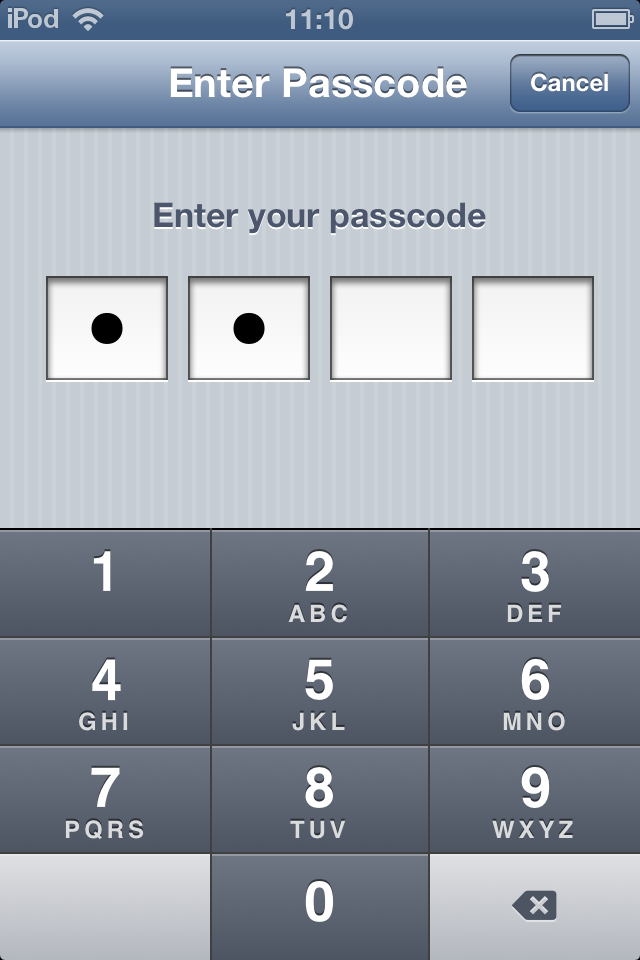 iPod 11:10
Enter Passcode Cancel
Enter your passcode
1 2 3
ABC DEF
4 5 6
GHI JKL MNO
7 8 9
PQRS TUV WXYZ
0